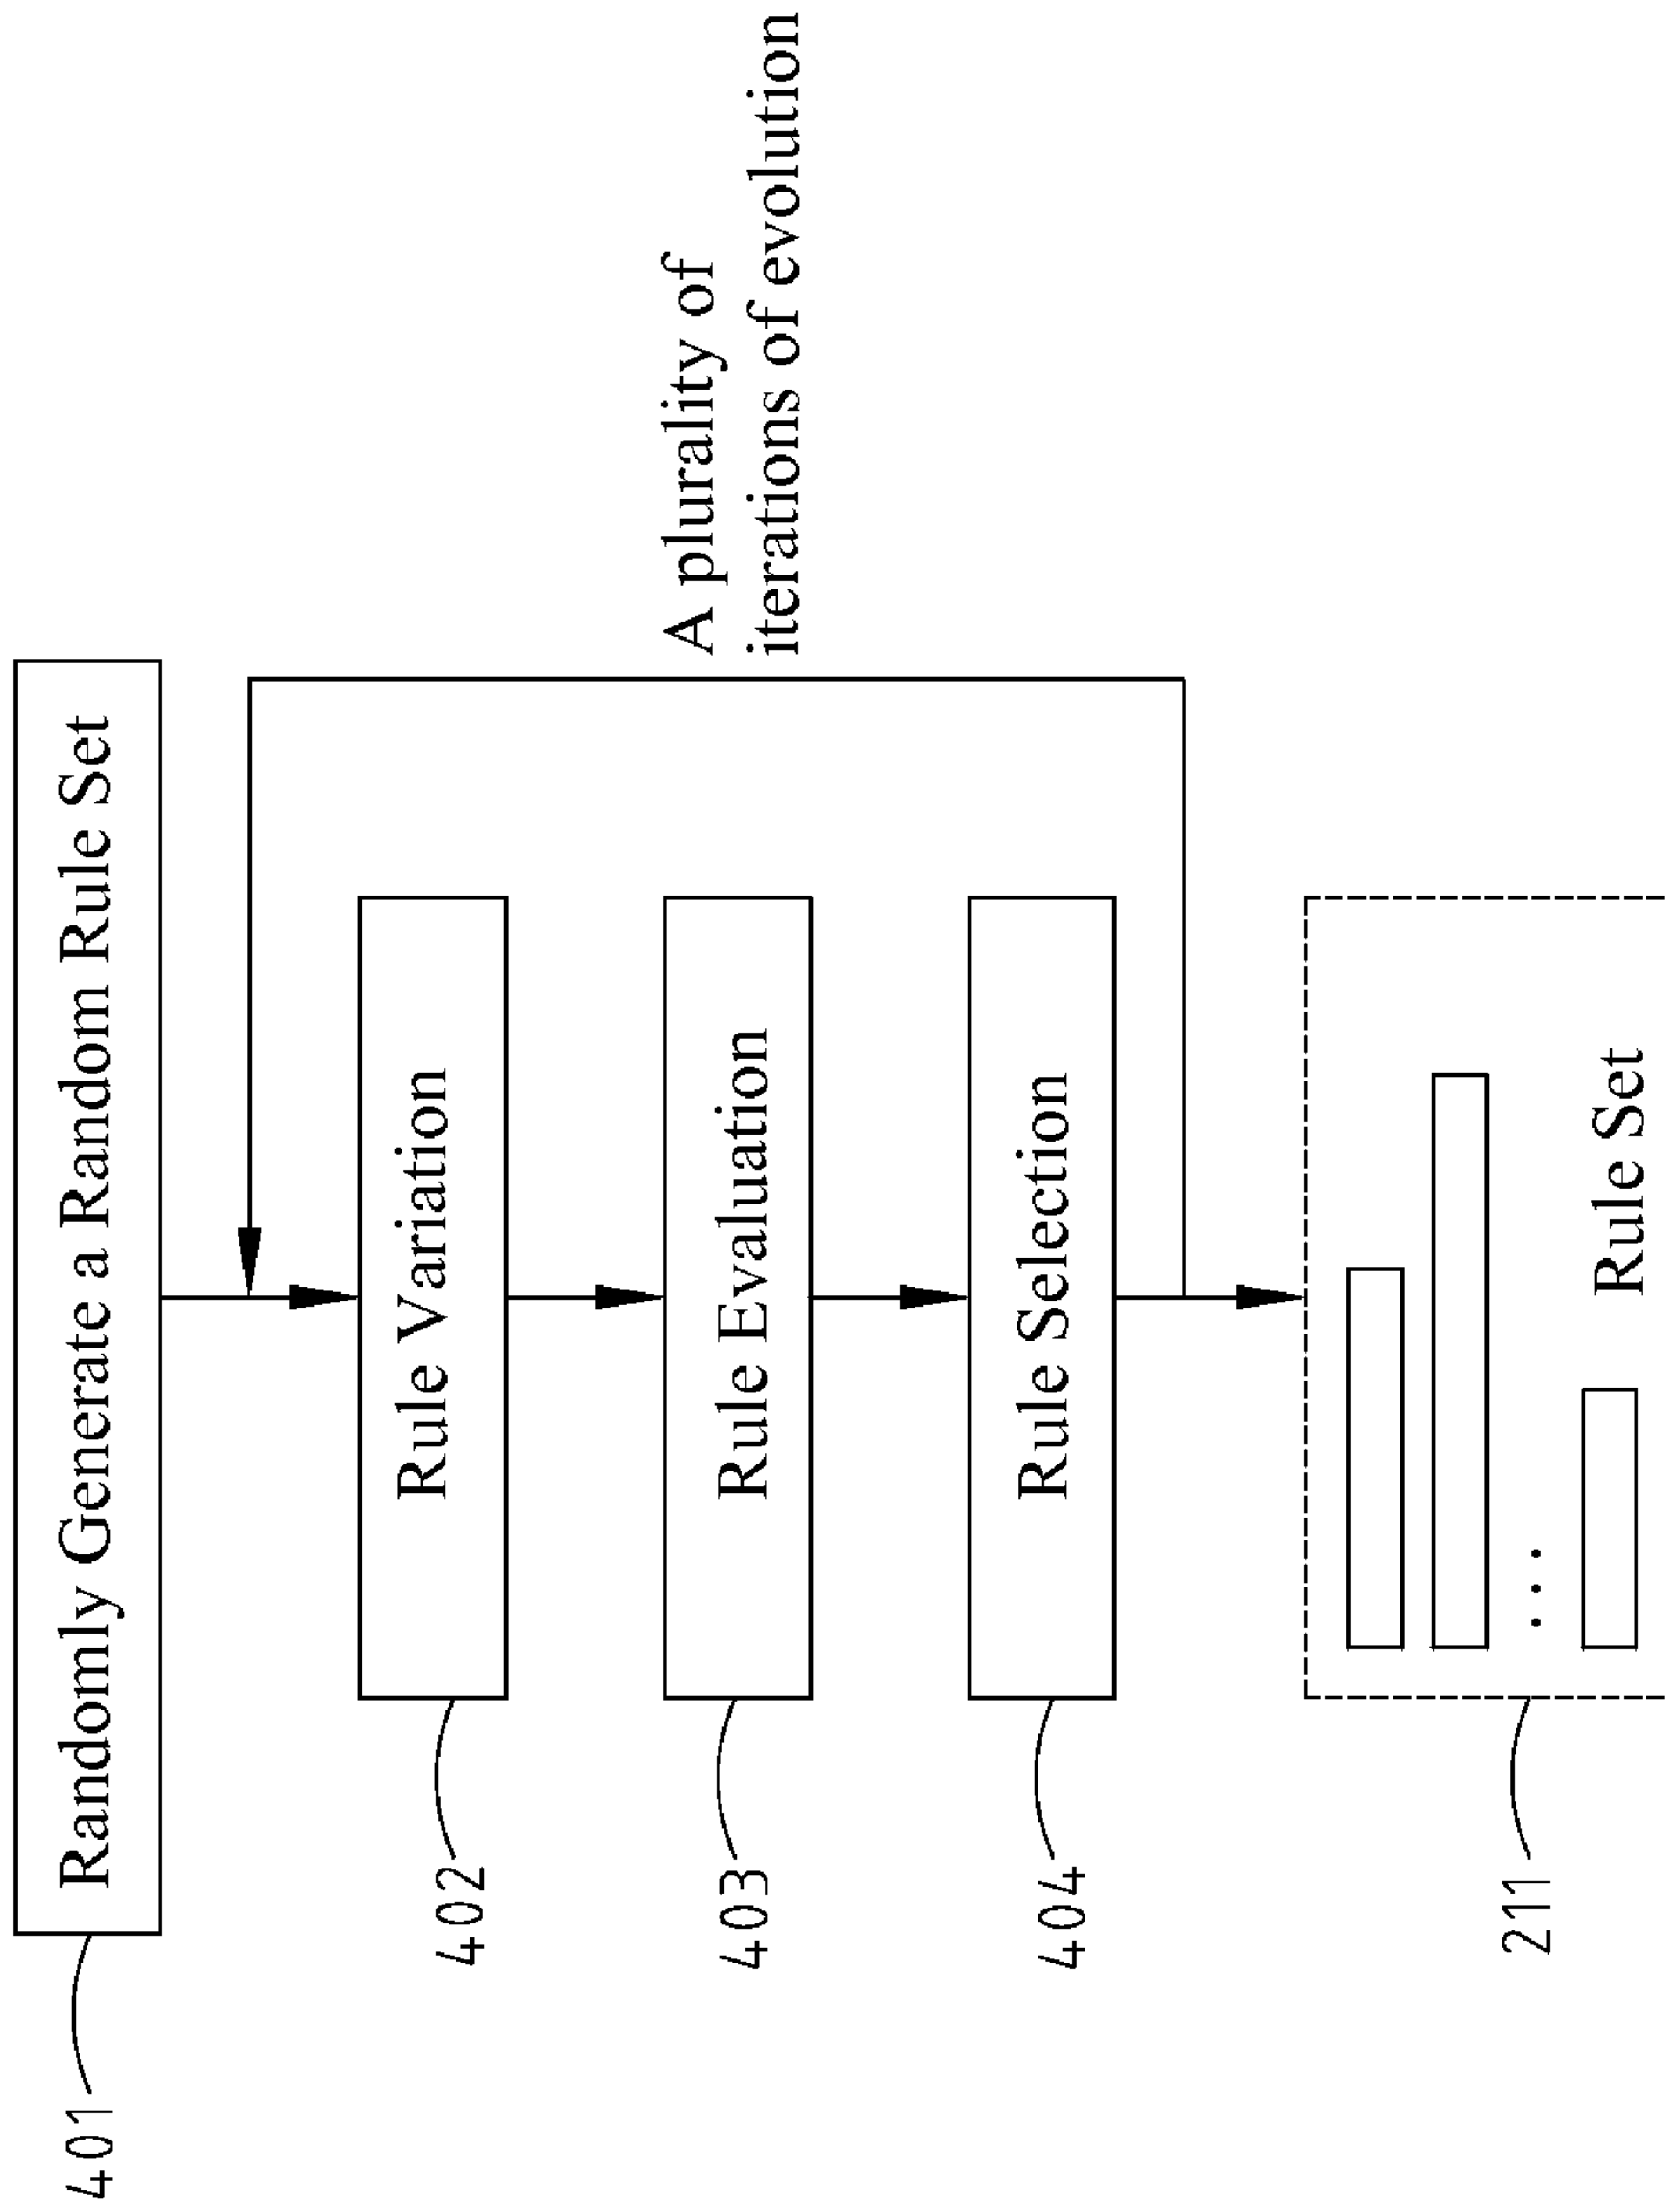 401
Randomly Generate a Random Rule Set
402
Rule Variation
A plurality of
iterations of evolution
403
Rule Evaluation
404
Rule Selection
211
...
Rule Set